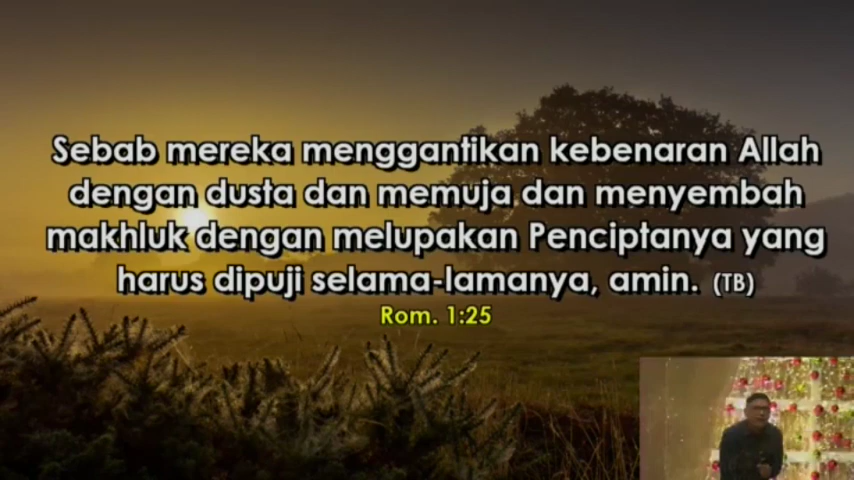 Sebab mereka menggantikan kebenaran Allah
dengan dusta dan memuja dan menyembah
makhluk dengan melupakan Penciptanya yang
harus dipuji selama-lamanya, amin. (TB)
Rom. 1:25